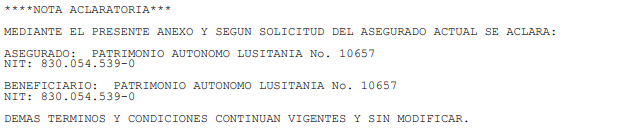 ****NOTA ACLARATORIA***
MEDIANTE EL PRESENTE ANEXO Y SEGUN SOLICITUD DEL ASEGURADO ACTUAL SE ACLARA:
ASEGURADO:  PATRIMONIO AUTONOMO LUSITANIA No. 10657
NIT: 830.054.539-0
BENEFICIARIO:  PATRIMONIO AUTONOMO LUSITANIA No. 10657
NIT: 830.054.539-0
DEMAS TERMINOS Y CONDICIONES CONTINUAN VIGENTES Y SIN MODIFICAR.